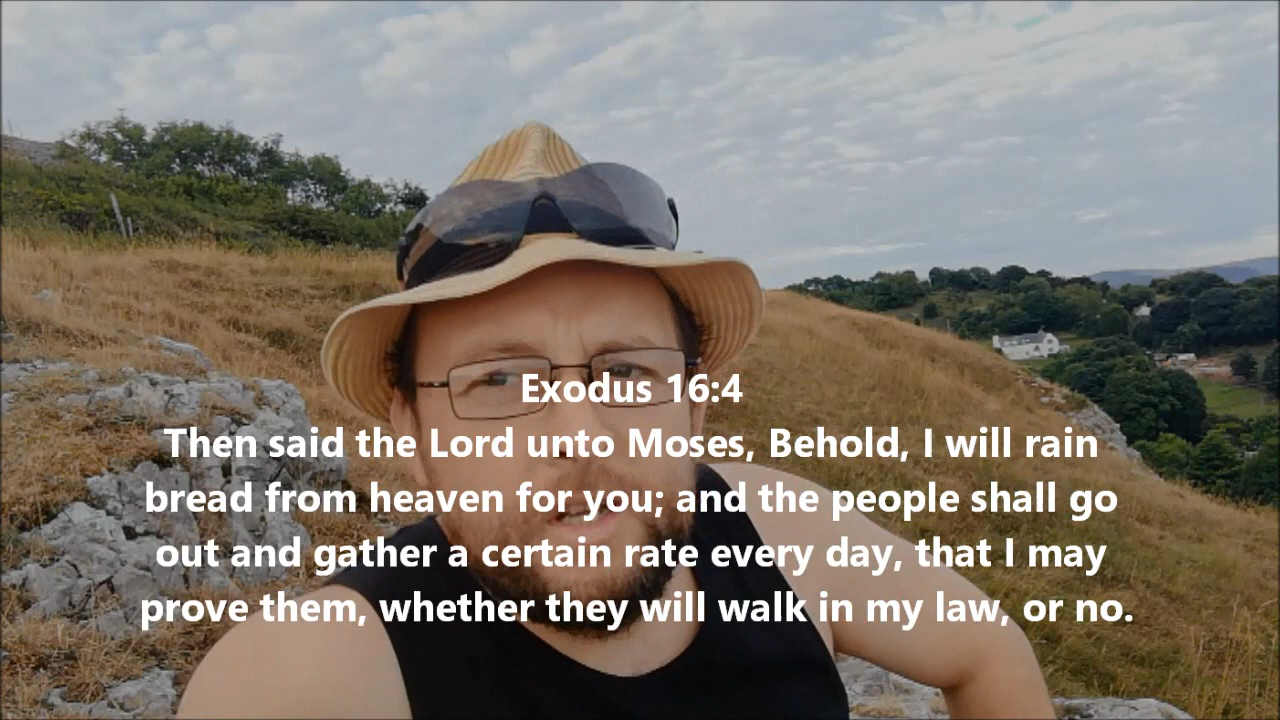 Exodus 16:4
Then said the Lord unto Moses, Behold, I will rain
bread from heaven for you; and the people shall go
out and gather a certain rate every day, that I may
prove them, whether they will walk in my law, or no.